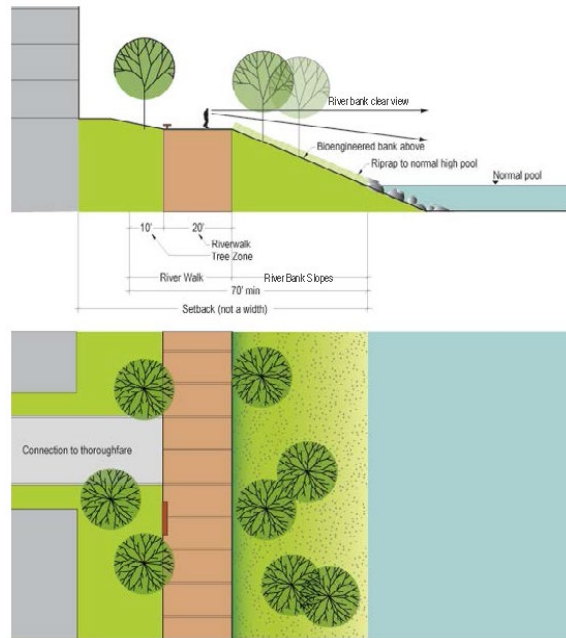 River bank clear view
Bioengineered bank above
Riprap to normal high pool
Normal pool
10'
20'
Riverwalk
Tree Zone
River Walk
River Bank Slopes
70' min
Setback (not a width)
Connection to thoroughfare